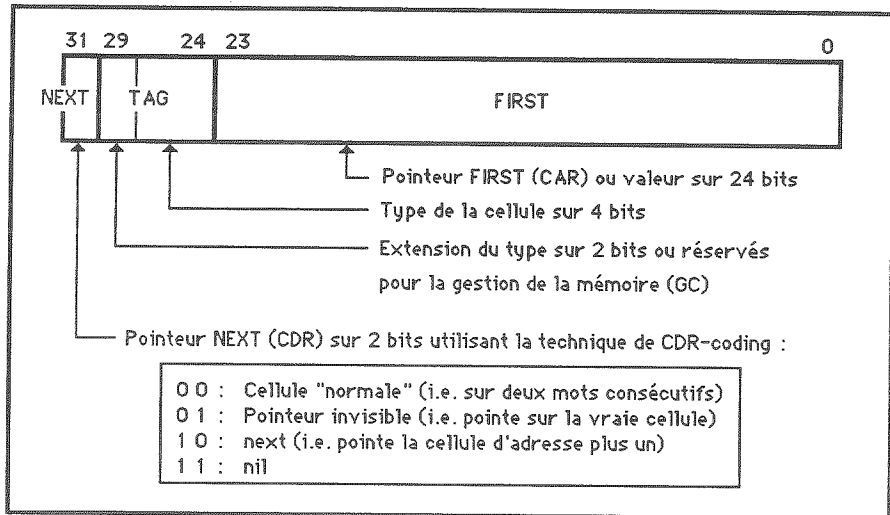 31 29 24 23 0
NEXT TAG FIRST
Pointeur FIRST (CAR) ou valeur sur 24 bits
Type de la cellule sur 4 bits
Extension du type sur 2 bits ou réservés
pour la gestion de la mémoire (GC)
Pointeur NEXT (CDR) sur 2 bits utilisant la technique de CDR-coding :
0 0 : Cellule "normale" (i.e. sur deux mots consécutifs)
0 1 : Pointeur invisible (i.e. pointe sur la vraie cellule)
1 0 : next (i.e. pointe la cellule d'adresse plus un)
1 1 : nil